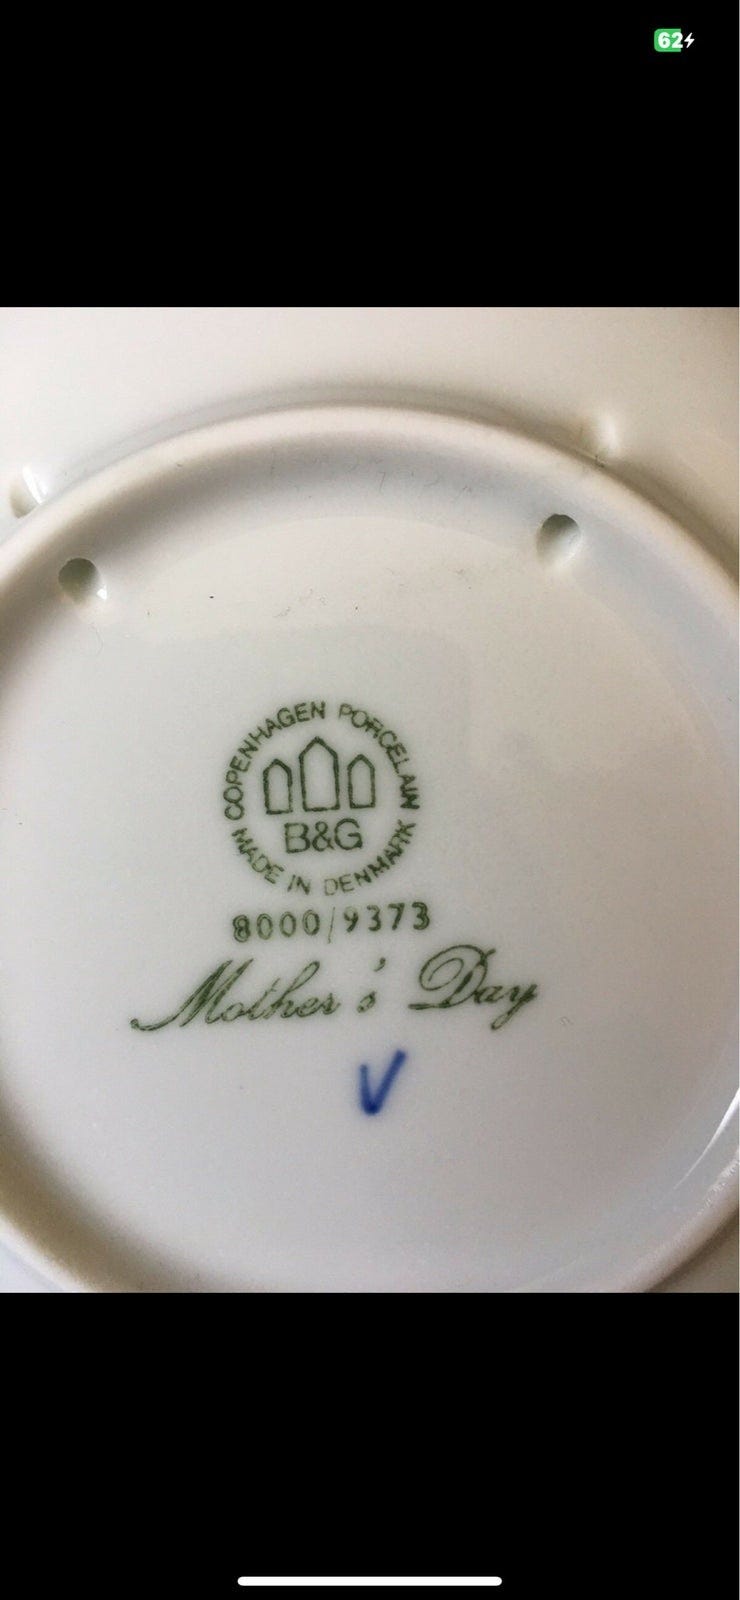 62
COPENHAGEN PORCELAIN
B&G
MADE IN DENMARK
8000/9373
Mother's Day
V